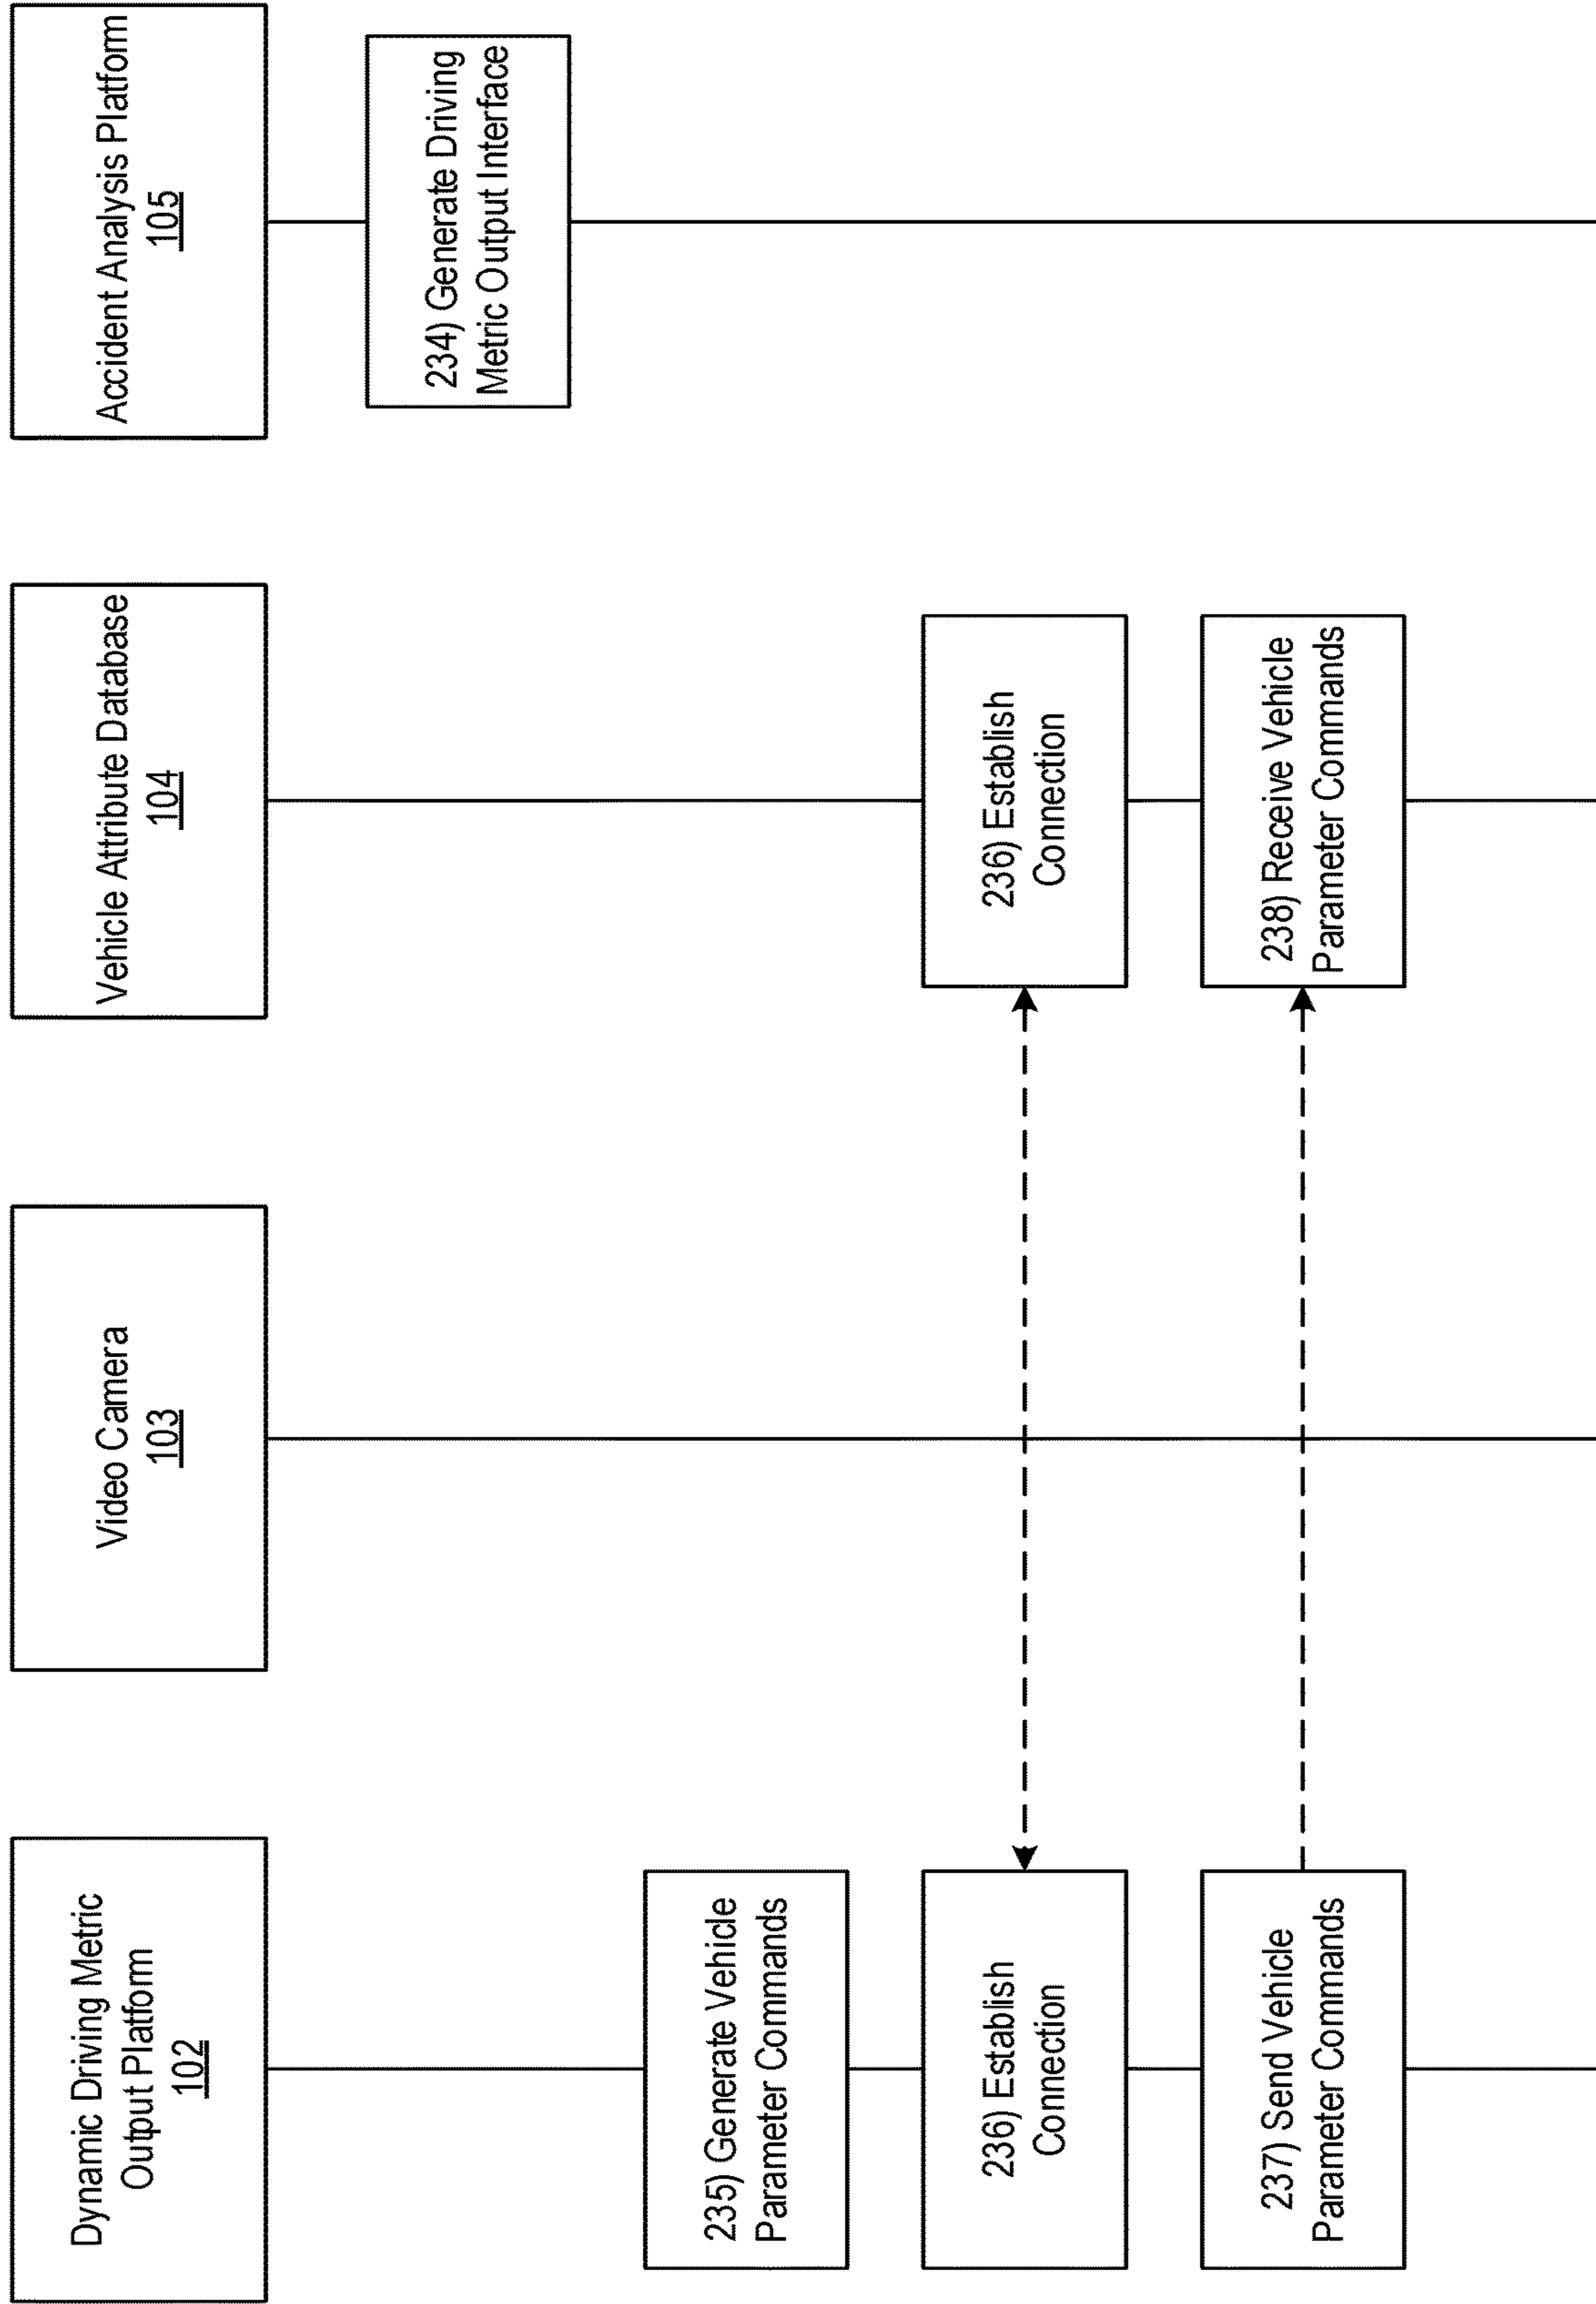 Dynamic Driving Metric
Output Platform
102
Video Camera
103
Vehicle Attribute Database
104
Accident Analysis Platform
105
234) Generate Driving
Metric Output Interface
235) Generate Vehicle
Parameter Commands
236) Establish
Connection
236) Establish
Connection
237) Send Vehicle
Parameter Commands
238) Receive Vehicle
Parameter Commands